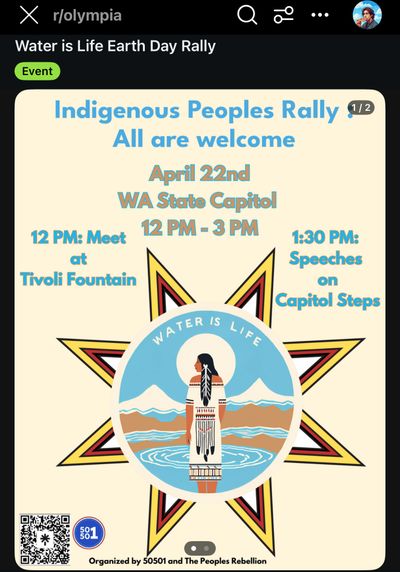 r/olympia
Water is Life Earth Day Rally
Event
Indigenous Peoples Rally
1/2
All are welcome
April 22nd
WA State Capitol
12 PM - 3 PM
12 PM: Meet
at
Tivoli Fountain
1:30 PM:
Speeches
on
Capitol Steps
WATER IS LIFE
50
50
1
Organized by 50501 and The Peoples Rebellion